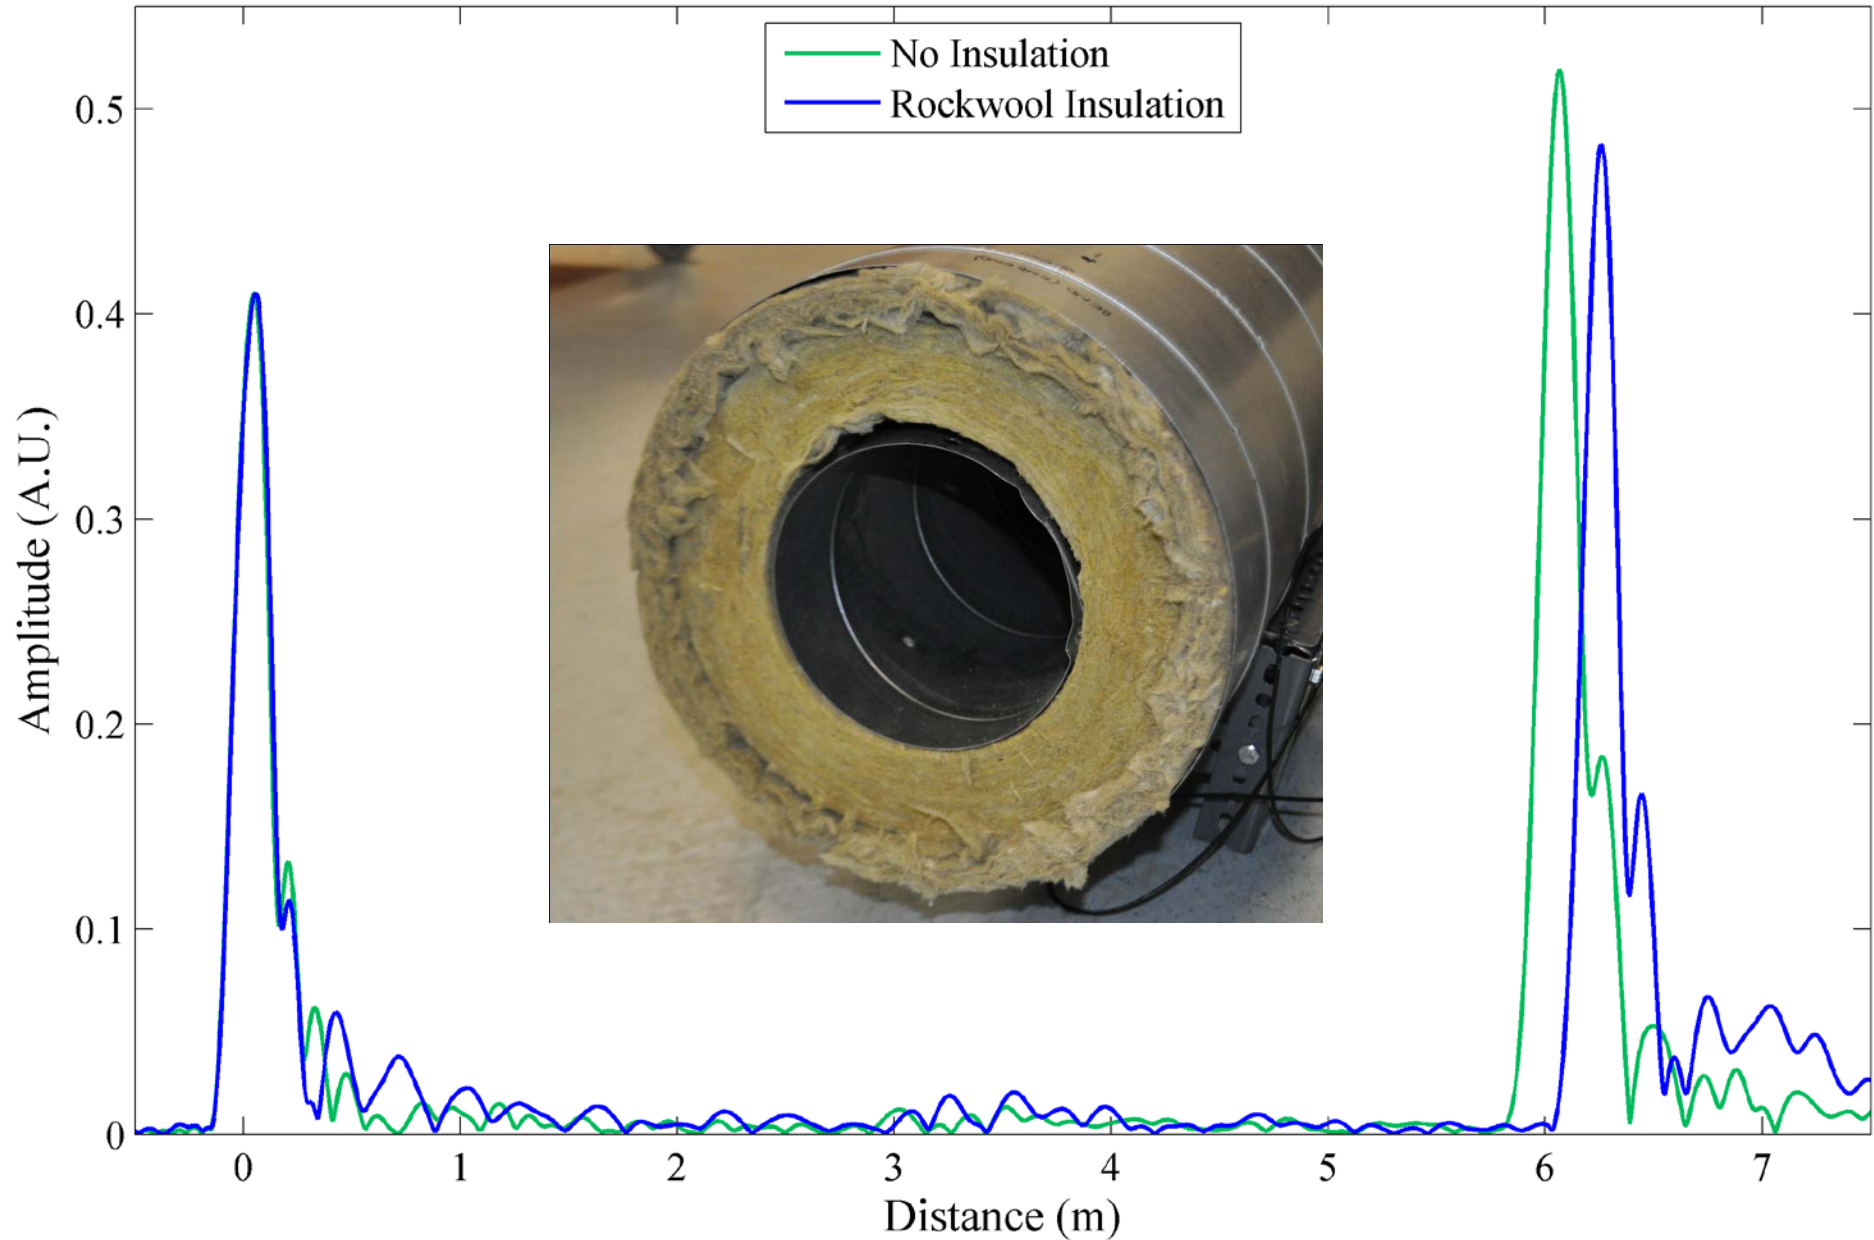 No Insulation
Rockwool Insulation
0.5
0.4
0.3
0.2
0.1
0
Amplitude (A.U.)
0 1 2 3 4 5 6 7
Distance (m)